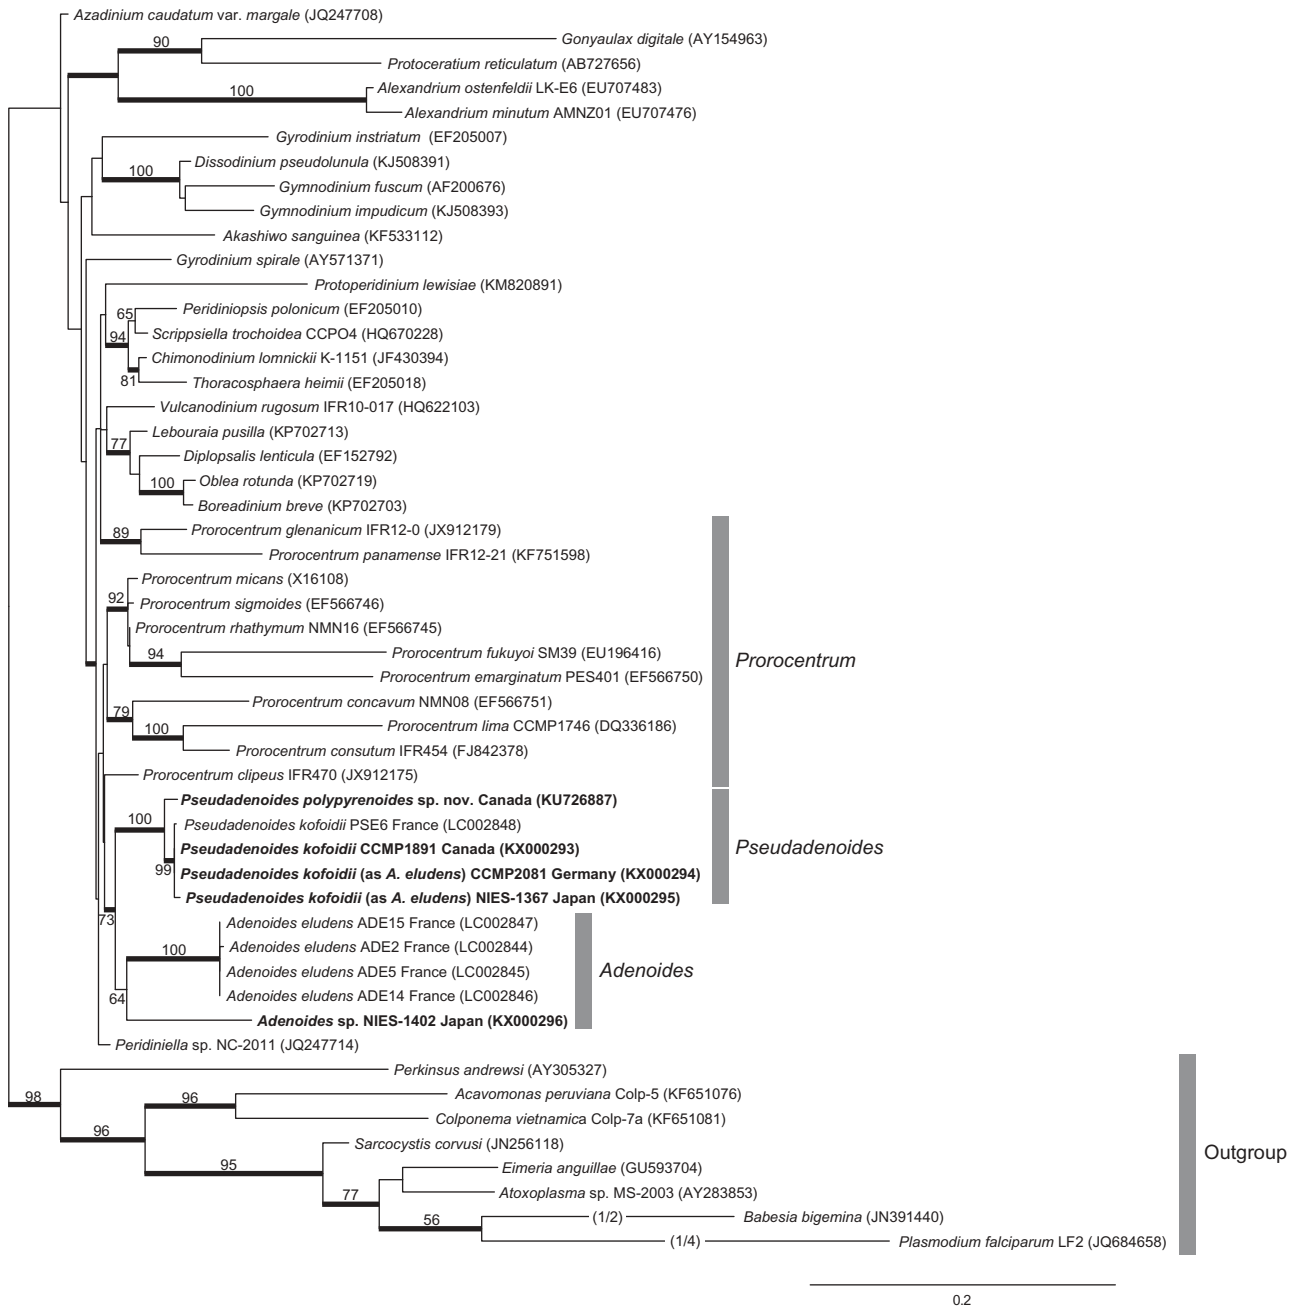 Azadinium caudatum var. margale (JQ247708)
90
Gonyaulax digitale (AY154963)
Protoceratium reticulatum (AB727656)
100
Alexandrium ostenfeldii LK-E6 (EU707483)
Alexandrium minutum AMNZ01 (EU707476)
Gyrodinium instriatum (EF205007)
100
Dissodinium pseudolunula (KJ508391)
Gymnodinium fuscum (AF200676)
Gymnodinium impudicum (KJ508393)
Akashiwo sanguinea (KF533112)
Gyrodinium spirale (AY571371)
Protoperidinium lewisiae (KM820891)
65
Peridiniopsis polonicum (EF205010)
94
Scrippsiella trochoidea CCPO4 (HQ670228)
Chimonodinium lomnickii K-1151 (JF430394)
81
Thoracosphaera heimii (EF205018)
Vulcanodinium rugosum IFR10-017 (HQ622103)
77
Lebouraia pusilla (KP702713)
Diplopsalis lenticula (EF152792)
100
Oblea rotunda (KP702719)
Boreadinium breve (KP702703)
89
Prorocentrum glenanicum IFR12-0 (JX912179)
Prorocentrum panamense IFR12-21 (KF751598)
Prorocentrum micans (X16108)
92
Prorocentrum sigmoides (EF566746)
Prorocentrum rhathymum NMN16 (EF566745)
94
Prorocentrum fukuyoi SM39 (EU196416)
Prorocentrum
Prorocentrum emarginatum PES401 (EF566750)
79
Prorocentrum concavum NMN08 (EF566751)
100
Prorocentrum lima CCMP1746 (DQ336186)
Prorocentrum consutum IFR454 (FJ842378)
Prorocentrum clipeus IFR470 (JX912175)
Pseudadenoides polypyrenoides sp. nov. Canada (KU726887)
100
Pseudadenoides kofoidii PSE6 France (LC002848)
Pseudadenoides kofoidii CCMP1891 Canada (KX000293)
Pseudadenoides
99
Pseudadenoides kofoidii (as A. eludens) CCMP2081 Germany (KX000294)
Pseudadenoides kofoidii (as A. eludens) NIES-1367 Japan (KX000295)
73
Adenoides eludens ADE15 France (LC002847)
100
Adenoides eludens ADE2 France (LC002844)
Adenoides eludens ADE5 France (LC002845)
Adenoides
64
Adenoides eludens ADE14 France (LC002846)
Adenoides sp. NIES-1402 Japan (KX000296)
Peridiniella sp. NC-2011 (JQ247714)
Perkinsus andrewsi (AY305327)
98
96
Acavomonas peruviana Colp-5 (KF651076)
Colponema vietnamica Colp-7a (KF651081)
96
Sarcocystis corvusi (JN256118)
Outgroup
95
Eimeria anguillae (GU593704)
77
Atoxoplasma sp. MS-2003 (AY283853)
56
(1/2)
Babesia bigemina (JN391440)
(1/4)
Plasmodium falciparum LF2 (JQ684658)
0.2